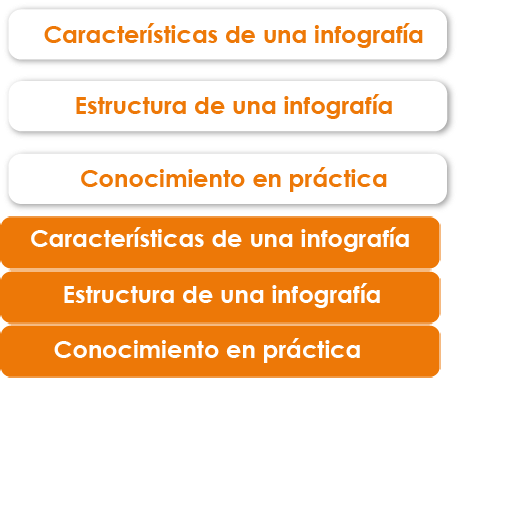 Características de una infografía
Estructura de una infografía
Conocimiento en práctica
Características de una infografía
Estructura de una infografía
Conocimiento en práctica